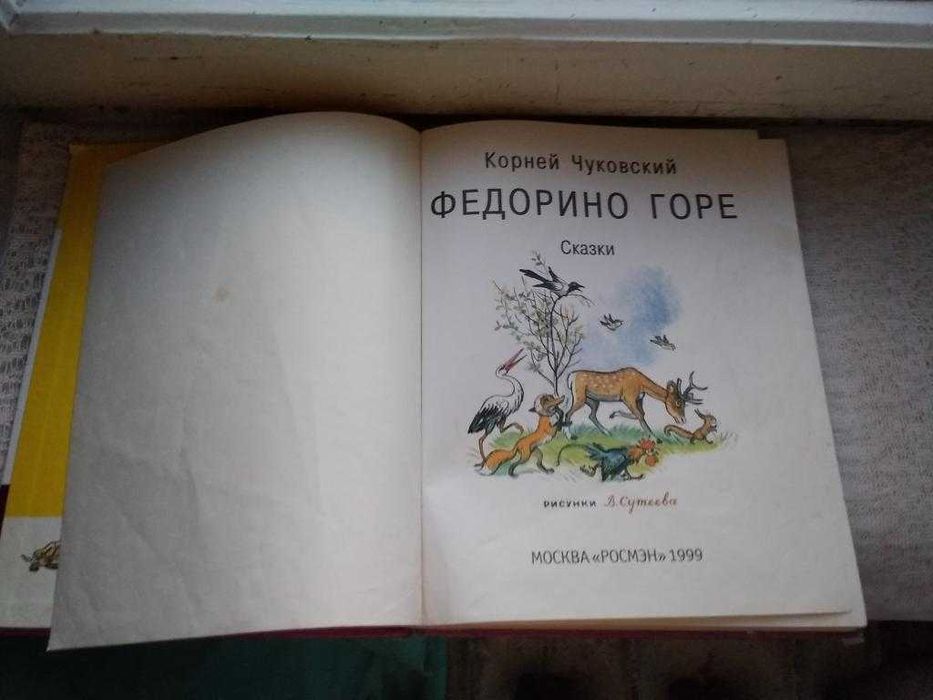 Корней Чуковский
ФЕДОРИНО ГОРЕ
Сказки
РИСУНКИ В. Сутеева
МОСКВА «РОСМЭН» 1999